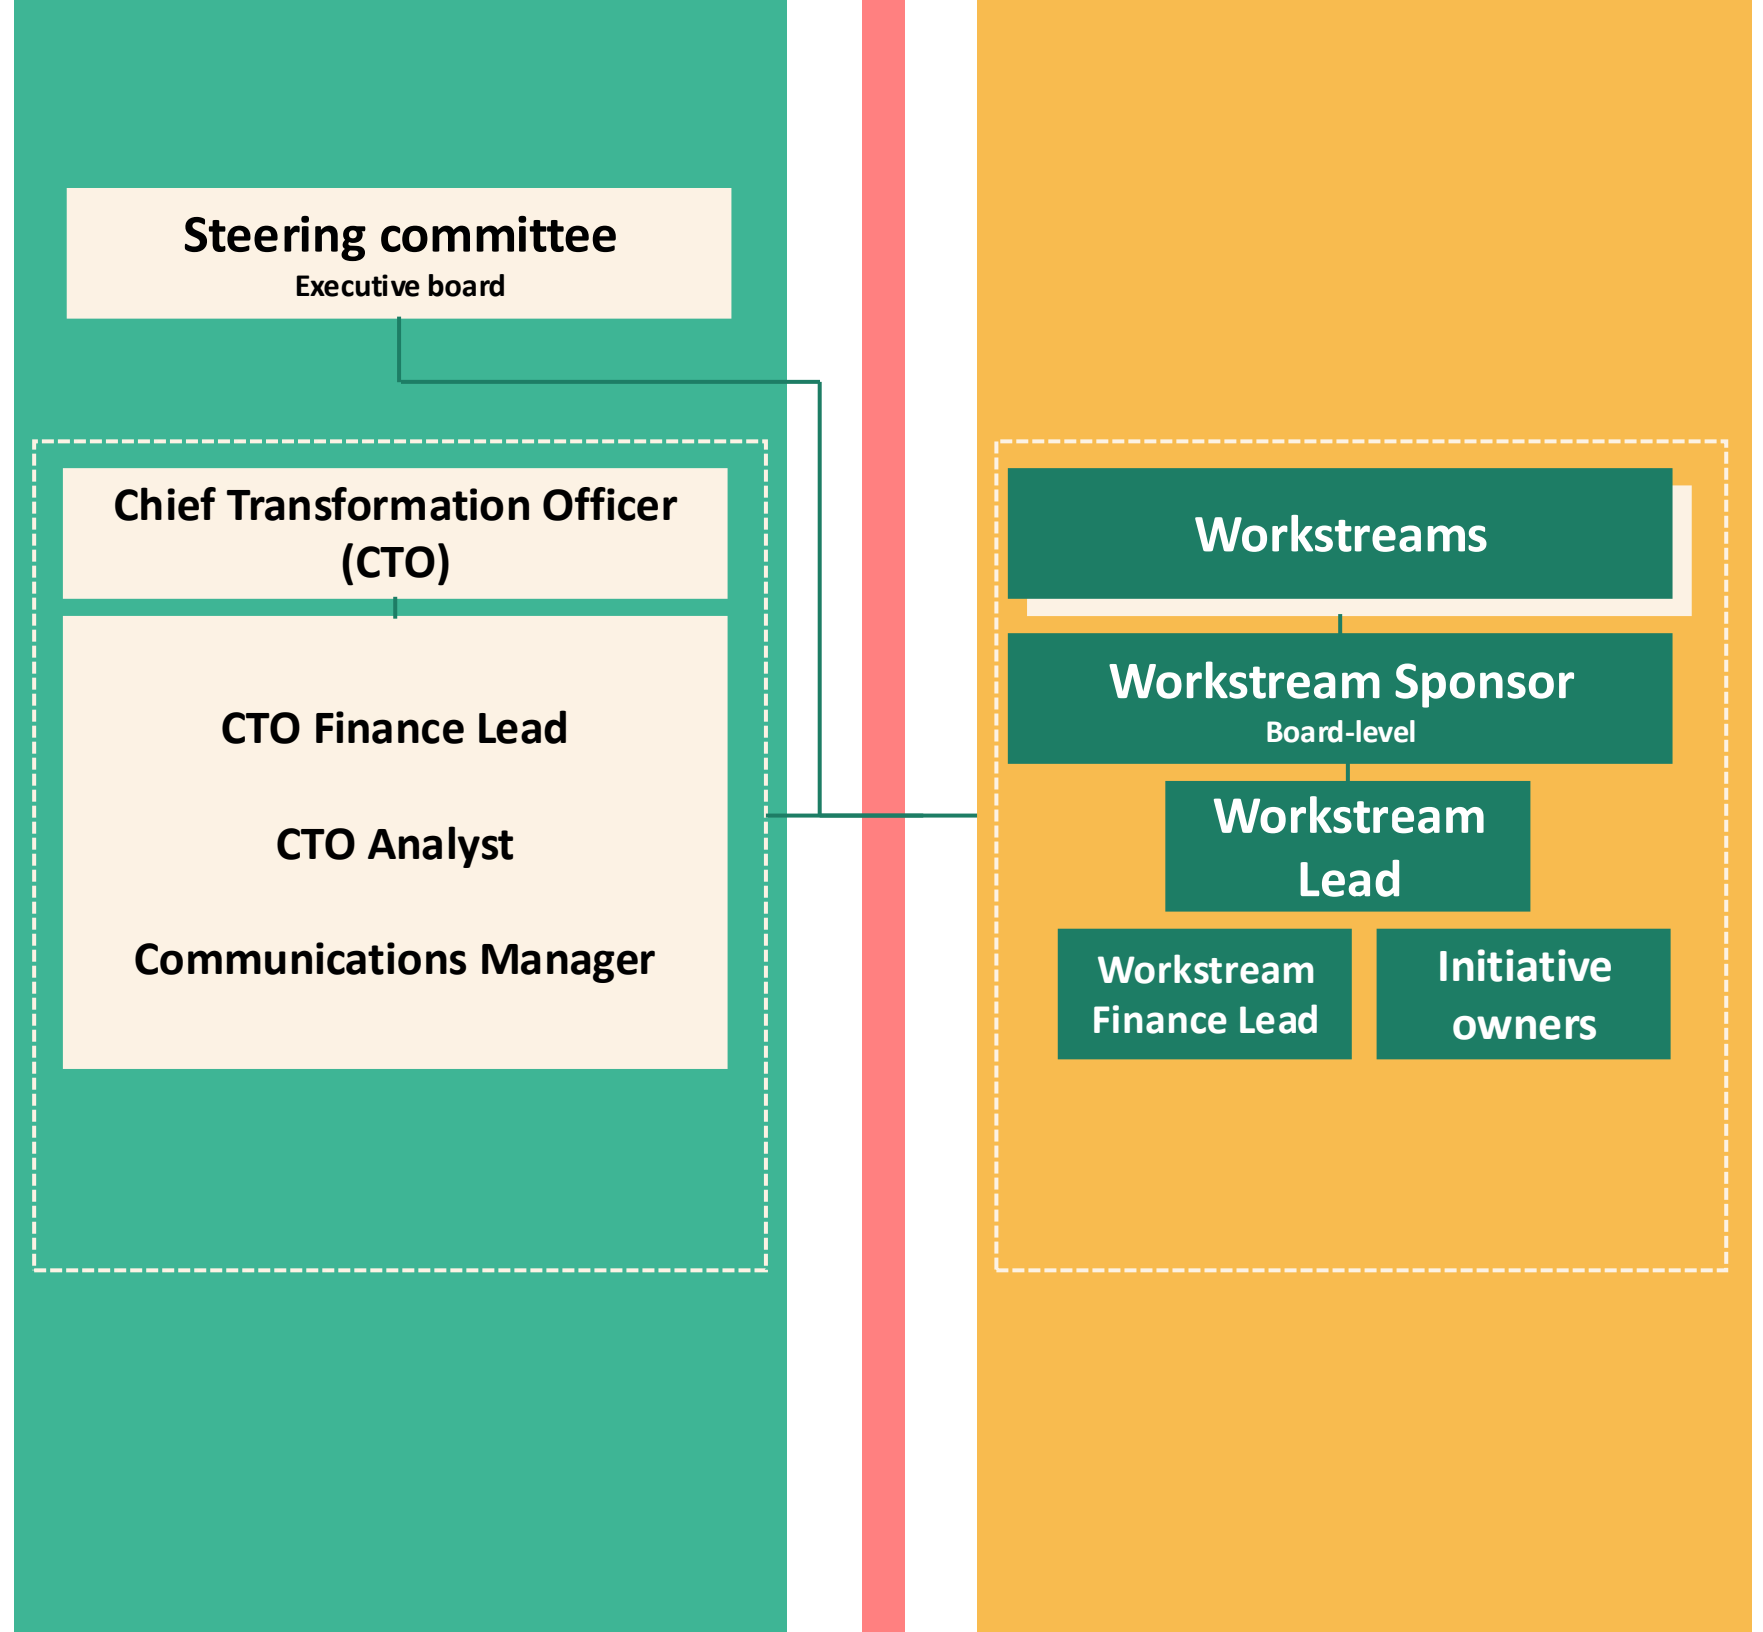 Steering committee
Executive board
Chief Transformation Officer
(CTO)
CTO Finance Lead
CTO Analyst
Communications Manager
Workstreams
Workstream Sponsor
Board-level
Workstream
Lead
Workstream
Finance Lead
Initiative
owners